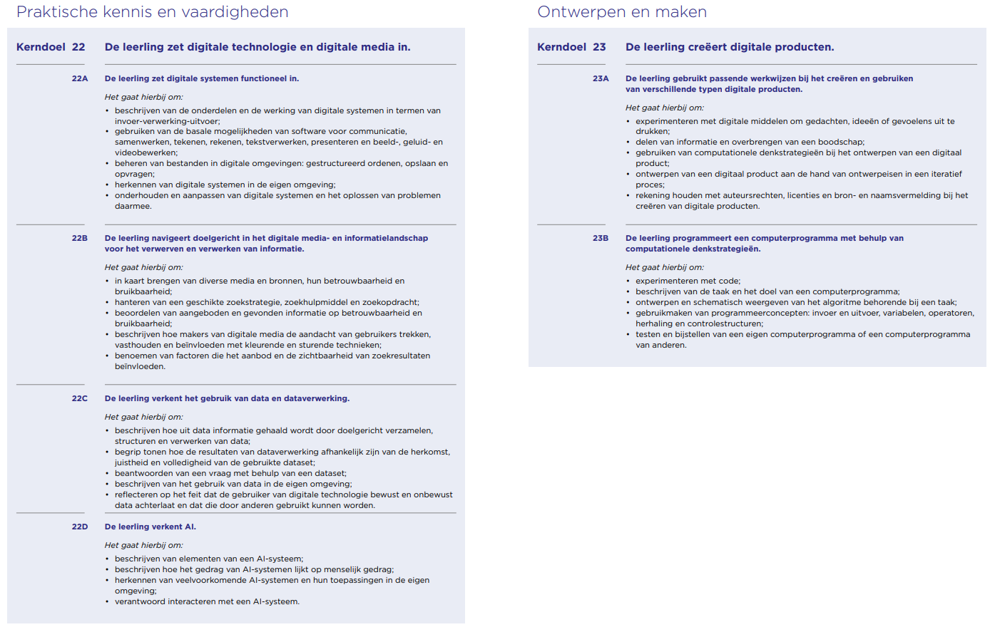 Praktische kennis en vaardigheden
Kerndoel 22 De leerling zet digitale technologie en digitale media in.
22A De leerling zet digitale systemen functioneel in.
Het gaat hierbij om:
• beschrijven van de onderdelen en de werking van digitale systemen in termen van
invoer-verwerking-uitvoer;
• gebruiken van de basale mogelijkheden van software voor communicatie,
samenwerken, tekenen, rekenen, tekstverwerken, presenteren en beeld-, geluid- en
videobewerken;
• beheren van bestanden in digitale omgevingen: gestructureerd ordenen, opslaan en
opvragen;
• herkennen van digitale systemen in de eigen omgeving;
• onderhouden en aanpassen van digitale systemen en het oplossen van problemen
daarmee.
22B De leerling navigeert doelgericht in het digitale media- en informatielandschap
voor het verwerven en verwerken van informatie.
Het gaat hierbij om:
• in kaart brengen van diverse media en bronnen, hun betrouwbaarheid en
bruikbaarheid;
• hanteren van een geschikte zoekstrategie, zoekhulpmiddel en zoekopdracht;
• beoordelen van aangeboden en gevonden informatie op betrouwbaarheid en
bruikbaarheid;
• beschrijven hoe makers van digitale media de aandacht van gebruikers trekken,
vasthouden en beïnvloeden met kleurende en sturende technieken;
• benoemen van factoren die het aanbod en de zichtbaarheid van zoekresultaten
beïnvloeden.
22C De leerling verkent het gebruik van data en dataverwerking.
Het gaat hierbij om:
• beschrijven hoe uit data informatie gehaald wordt door doelgericht verzamelen,
structuren en verwerken van data;
• begrip tonen hoe de resultaten van dataverwerking afhankelijk zijn van de herkomst,
juistheid en volledigheid van de gebruikte dataset;
• beantwoorden van een vraag met behulp van een dataset;
• beschrijven van het gebruik van data in de eigen omgeving;
• reflecteren op het feit dat de gebruiker van digitale technologie bewust en onbewust
data achterlaat en dat die door anderen gebruikt kunnen worden.
22D De leerling verkent AI.
Het gaat hierbij om:
• beschrijven van elementen van een AI-systeem;
• beschrijven hoe het gedrag van AI-systemen lijkt op menselijk gedrag;
• herkennen van veelvoorkomende AI-systemen en hun toepassingen in de eigen
omgeving;
• verantwoord interacteren met een AI-systeem.
Ontwerpen en maken
Kerndoel 23 De leerling creëert digitale producten.
23A De leerling gebruikt passende werkwijzen bij het creëren en gebruiken
van verschillende typen digitale producten.
Het gaat hierbij om:
• experimenteren met digitale middelen om gedachten, ideeën of gevoelens uit te
drukken;
• delen van informatie en overbrengen van een boodschap;
• gebruiken van computationele denkstrategieën bij het ontwerpen van een digitaal
product;
• ontwerpen van een digitaal product aan de hand van ontwerpeisen in een iteratief
proces;
• rekening houden met auteursrechten, licenties en bron- en naamsvermelding bij het
creëren van digitale producten.
23B De leerling programmeert een computerprogramma met behulp van
computationele denkstrategieën.
Het gaat hierbij om:
• experimenteren met code;
• beschrijven van de taak en het doel van een computerprogramma;
• ontwerpen en schematisch weergeven van het algoritme behorende bij een taak;
• gebruikmaken van programmeerconcepten: invoer en uitvoer, variabelen, operatoren,
herhaling en controlestructuren;
• testen en bijstellen van een eigen computerprogramma of een computerprogramma
van anderen.